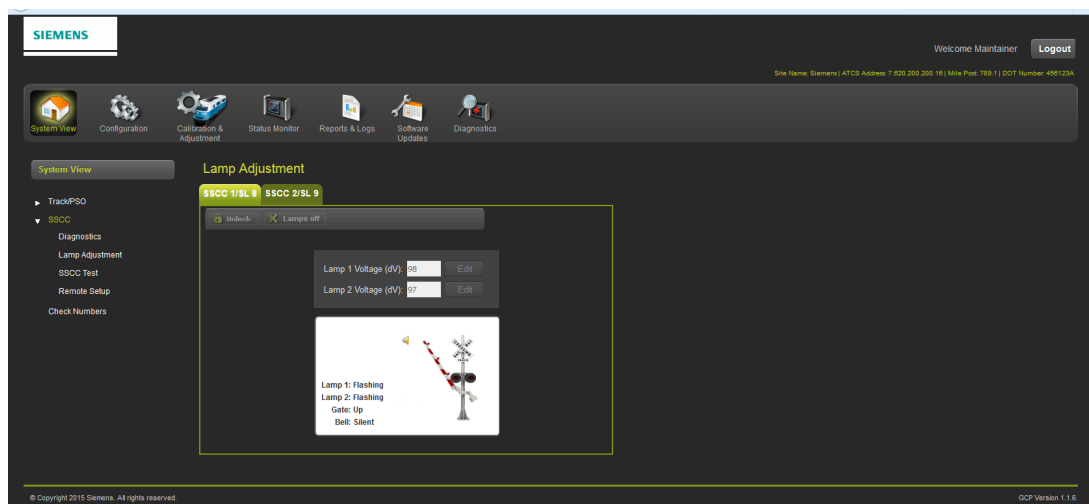 SIEMENS
Welcome Maintainer Logout
Site Name: Siemens | ATCS Address 7.620.200.200.16 | Mile Post: 789.1 | DOT Number: 456123A
System View Configuration Calibration & Adjustment Status Monitor Reports & Logs Software Updates Diagnostics
System View
Track/PSO
SSCC
Diagnostics
Lamp Adjustment
SSCC Test
Remote Setup
Check Numbers
Lamp Adjustment
SSCC 1/SL 8 SSCC 2/SL 9
Unlock Lamps off
Lamp 1 Voltage (dV): 98 Edit
Lamp 2 Voltage (dV): 97 Edit
Lamp 1: Flashing
Lamp 2: Flashing
Gate: Up
Bell: Silent
© Copyright 2015 Siemens. All rights reserved.
GCP Version 1.1.6.